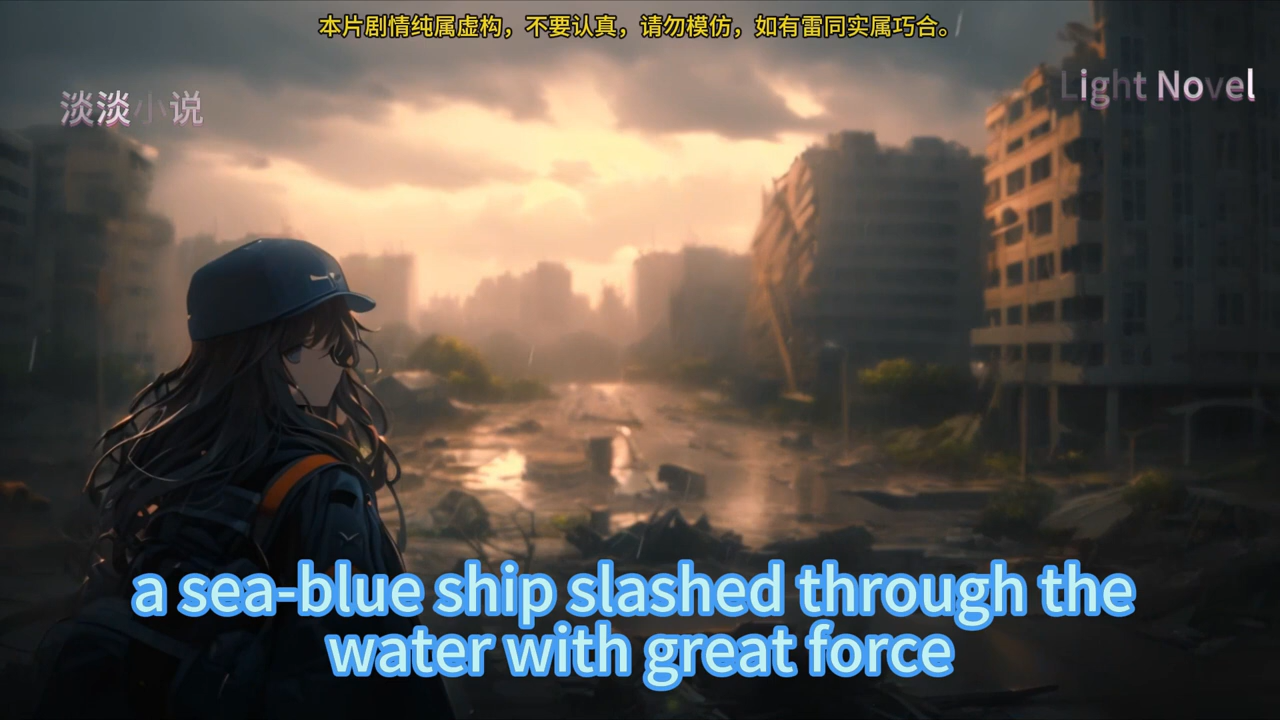 本片剧情纯属虚构，不要认真，请勿模仿，如有雷同实属巧合。
淡淡小说
Light Novel
a sea-blue ship slashed through the
water with great force